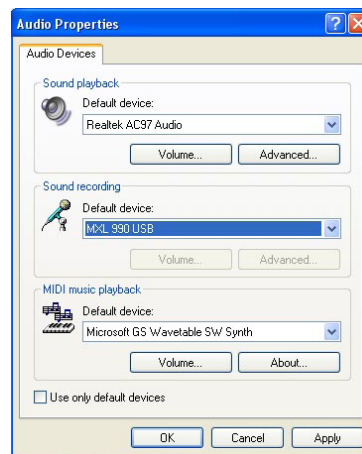 Audio Properties
Audio Devices
Sound playback
Default device:
Realtek AC97 Audio
Volume...
Advanced...
Sound recording
Default device:
MXL 990 USB
Volume...
Advanced...
MIDI music playback
Default device:
Microsoft GS Wavetable SW Synth
Volume...
About...
Use only default devices
OK
Cancel
Apply